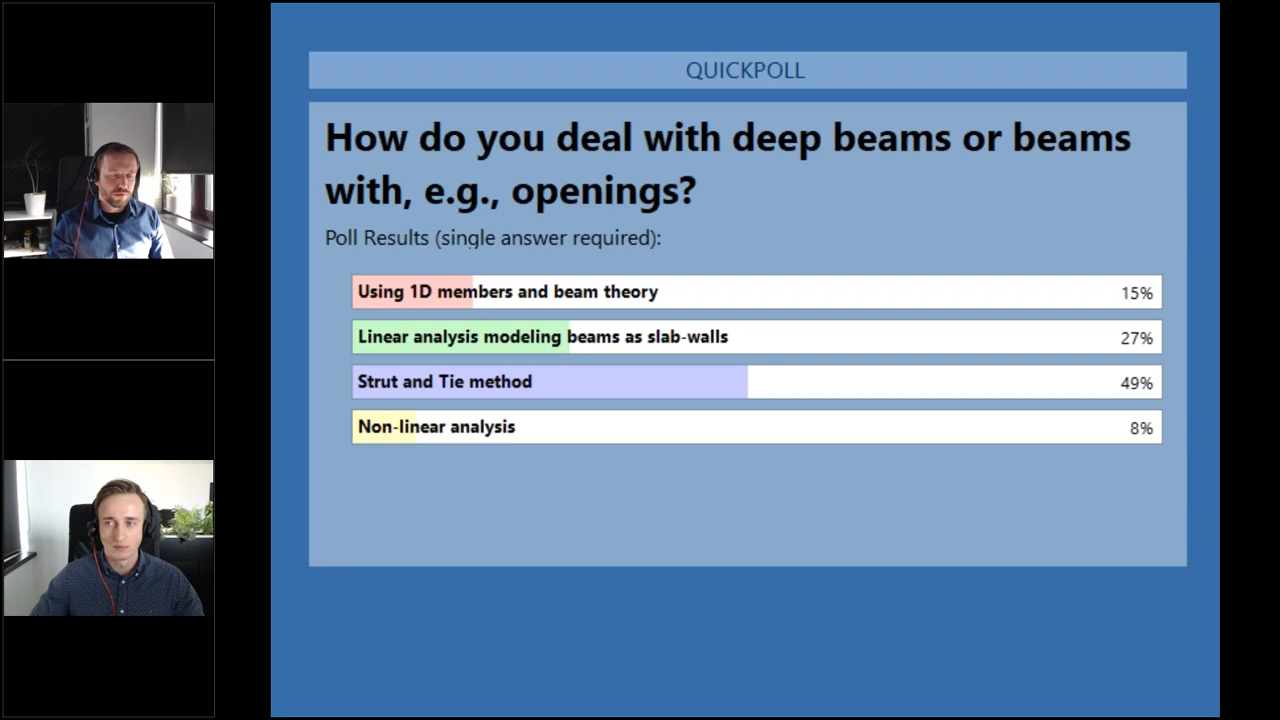 QUICKPOLL
How do you deal with deep beams or beams
with, e.g., openings?
Poll Results (single answer required):
Using 1D members and beam theory 15%
Linear analysis modeling beams as slab-walls 27%
Strut and Tie method 49%
Non-linear analysis 8%